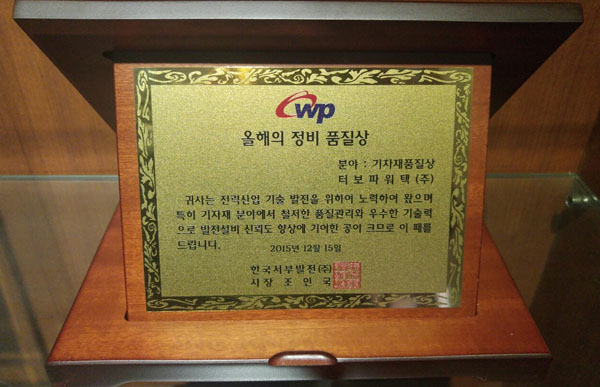 wp
올해의 정비 품질상
분야 : 기자재품질상
터보파워텍(주)
귀사는 전력산업 기술 발전을 위하여 노력하여 왔으며
특히 기자재 분야에서 철저한 품질관리와 우수한 기술력
으로 발전설비 신뢰도 향상에 기여한 공이 크므로 이 패를
드립니다.
2015년 12월 15일
한국서부발전(주)
사장 조인국